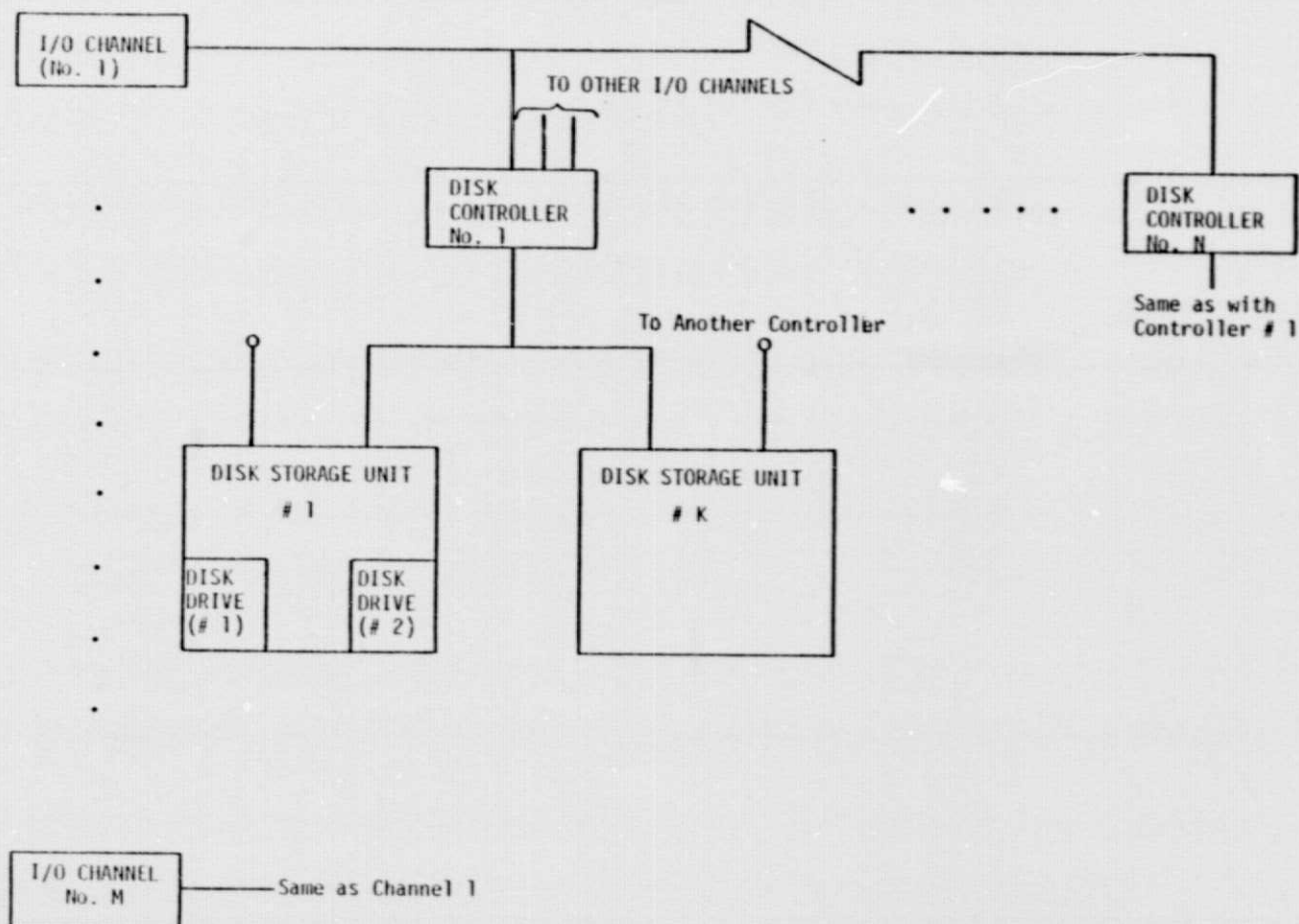 I/O CHANNEL
(No. 1)
TO OTHER I/O CHANNELS
DISK
CONTROLLER
No. 1
DISK
CONTROLLER
No. N
Same as with
Controller # 1
To Another Controller
DISK STORAGE UNIT
# 1
DISK STORAGE UNIT
# K
DISK
DRIVE
(# 1)
DISK
DRIVE
(# 2)
I/O CHANNEL
No. M
Same as Channel 1